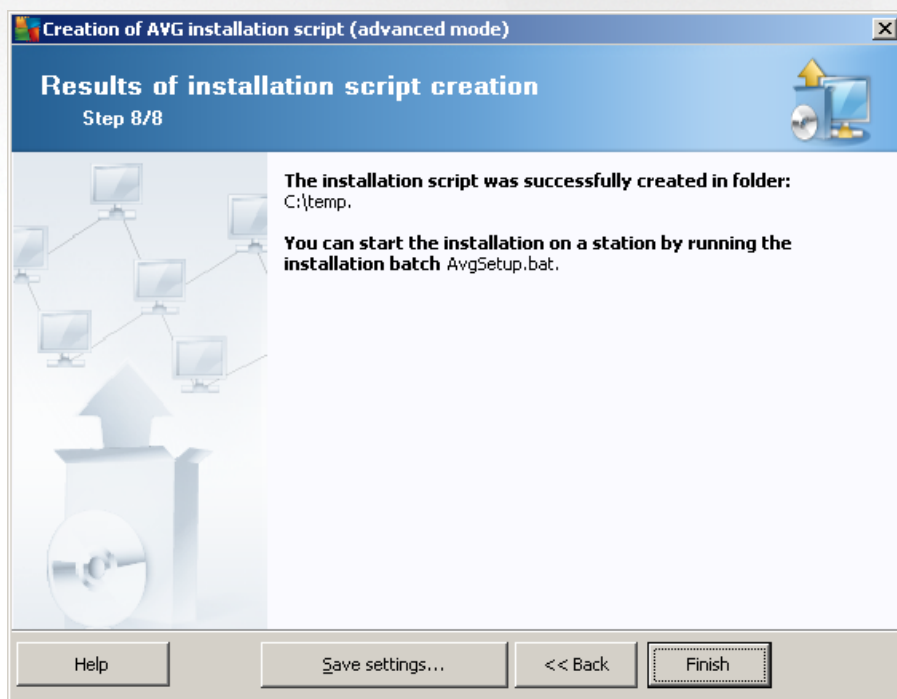 Creation of AVG installation script (advanced mode)
Results of installation script creation
Step 8/8
The installation script was successfully created in folder:
C:\temp.
You can start the installation on a station by running the
installation batch AvgSetup.bat.
Help
Save settings...
<< Back
Finish